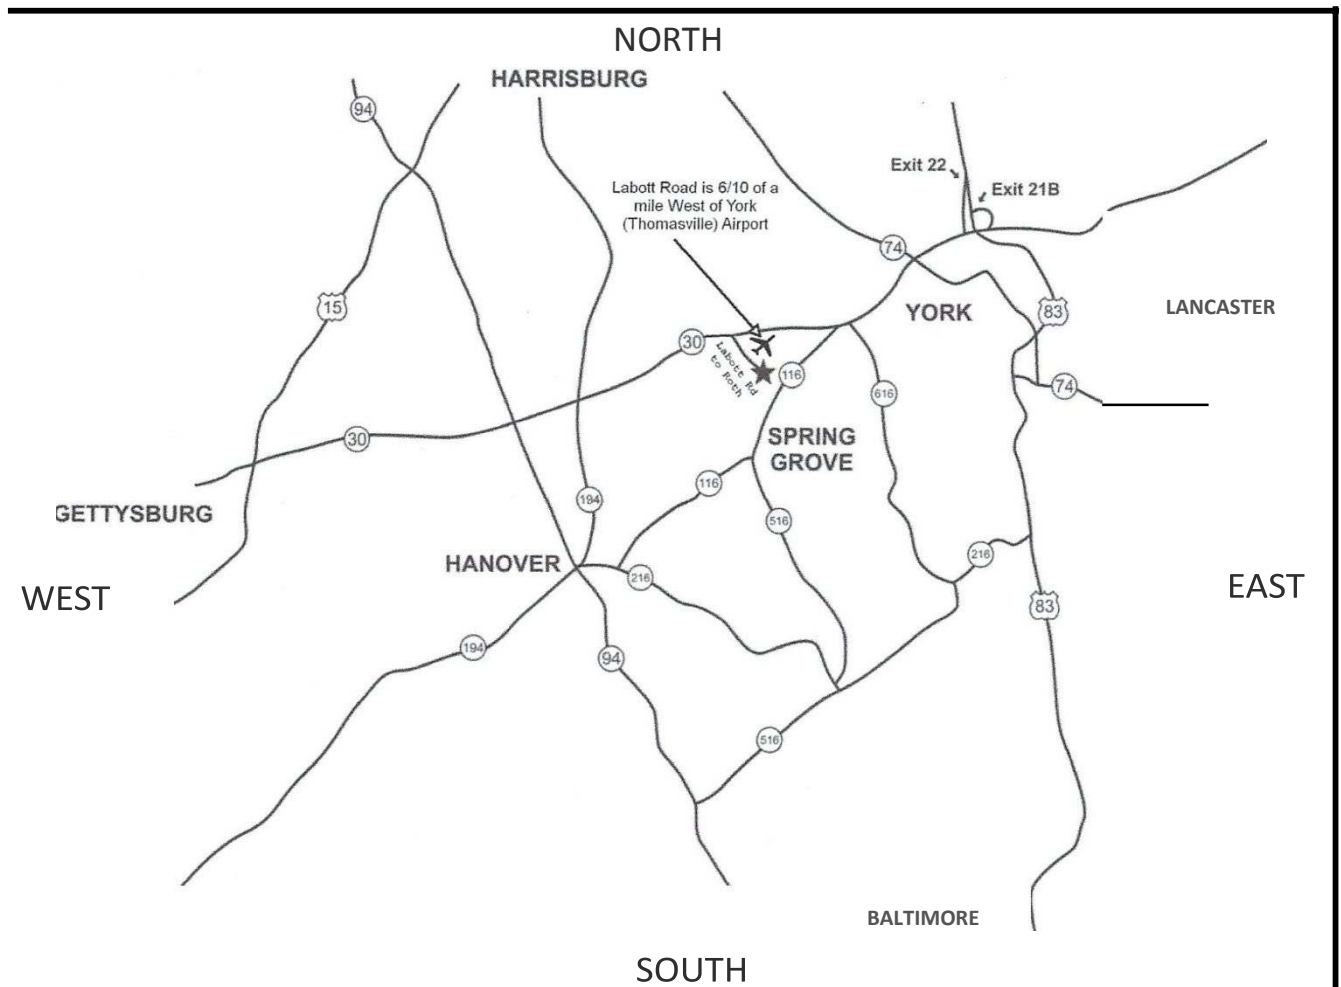 NORTH
HARRISBURG
94
Exit 22
Exit 21B
Labott Road is 6/10 of a
mile West of York
(Thomasville) Airport
74
15
YORK
83
LANCASTER
30
Labott Rd
to Roth
116
74
616
30
SPRING
GROVE
116
194
GETTYSBURG
516
HANOVER
216
216
WEST
EAST
83
194
94
516
BALTIMORE
SOUTH